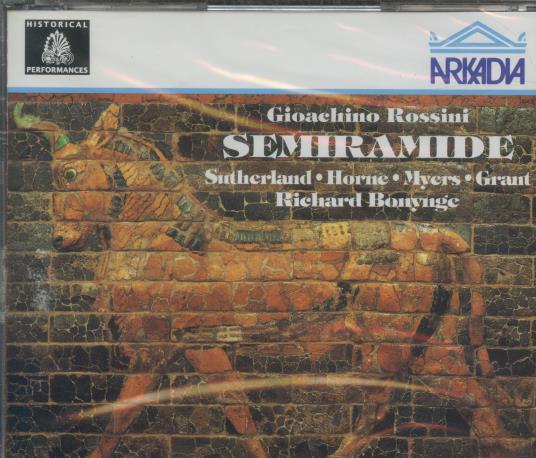 HISTORICAL
PERFORMANCES
ARKADIA
Gioachino Rossini
SEMIRAMIDE
Sutherland • Horne • Myers • Grant
Richard Bonynge